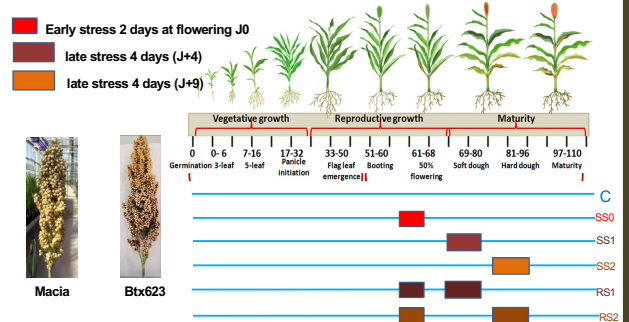 Early stress 2 days at flowering J0
late stress 4 days (J+4)
late stress 4 days (J+9)
Vegetative growth Reproductive growth Maturity
0 0- 6 7-16 17-32 33-50 51-60 61-68 69-80 81-96 97-110
Germination 3-leaf 5-leaf Panicle initiation Flag leaf emergence Booting 50% flowering Soft dough Hard dough Maturity
C
SS0
SS1
SS2
RS1
RS2
Macia Btx623